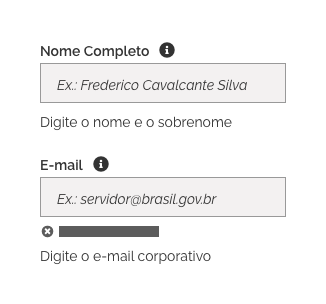 Nome Completo
Ex.: Frederico Cavalcante Silva
Digite o nome e o sobrenome
E-mail
Ex.: servidor@brasil.gov.br
Digite o e-mail corporativo